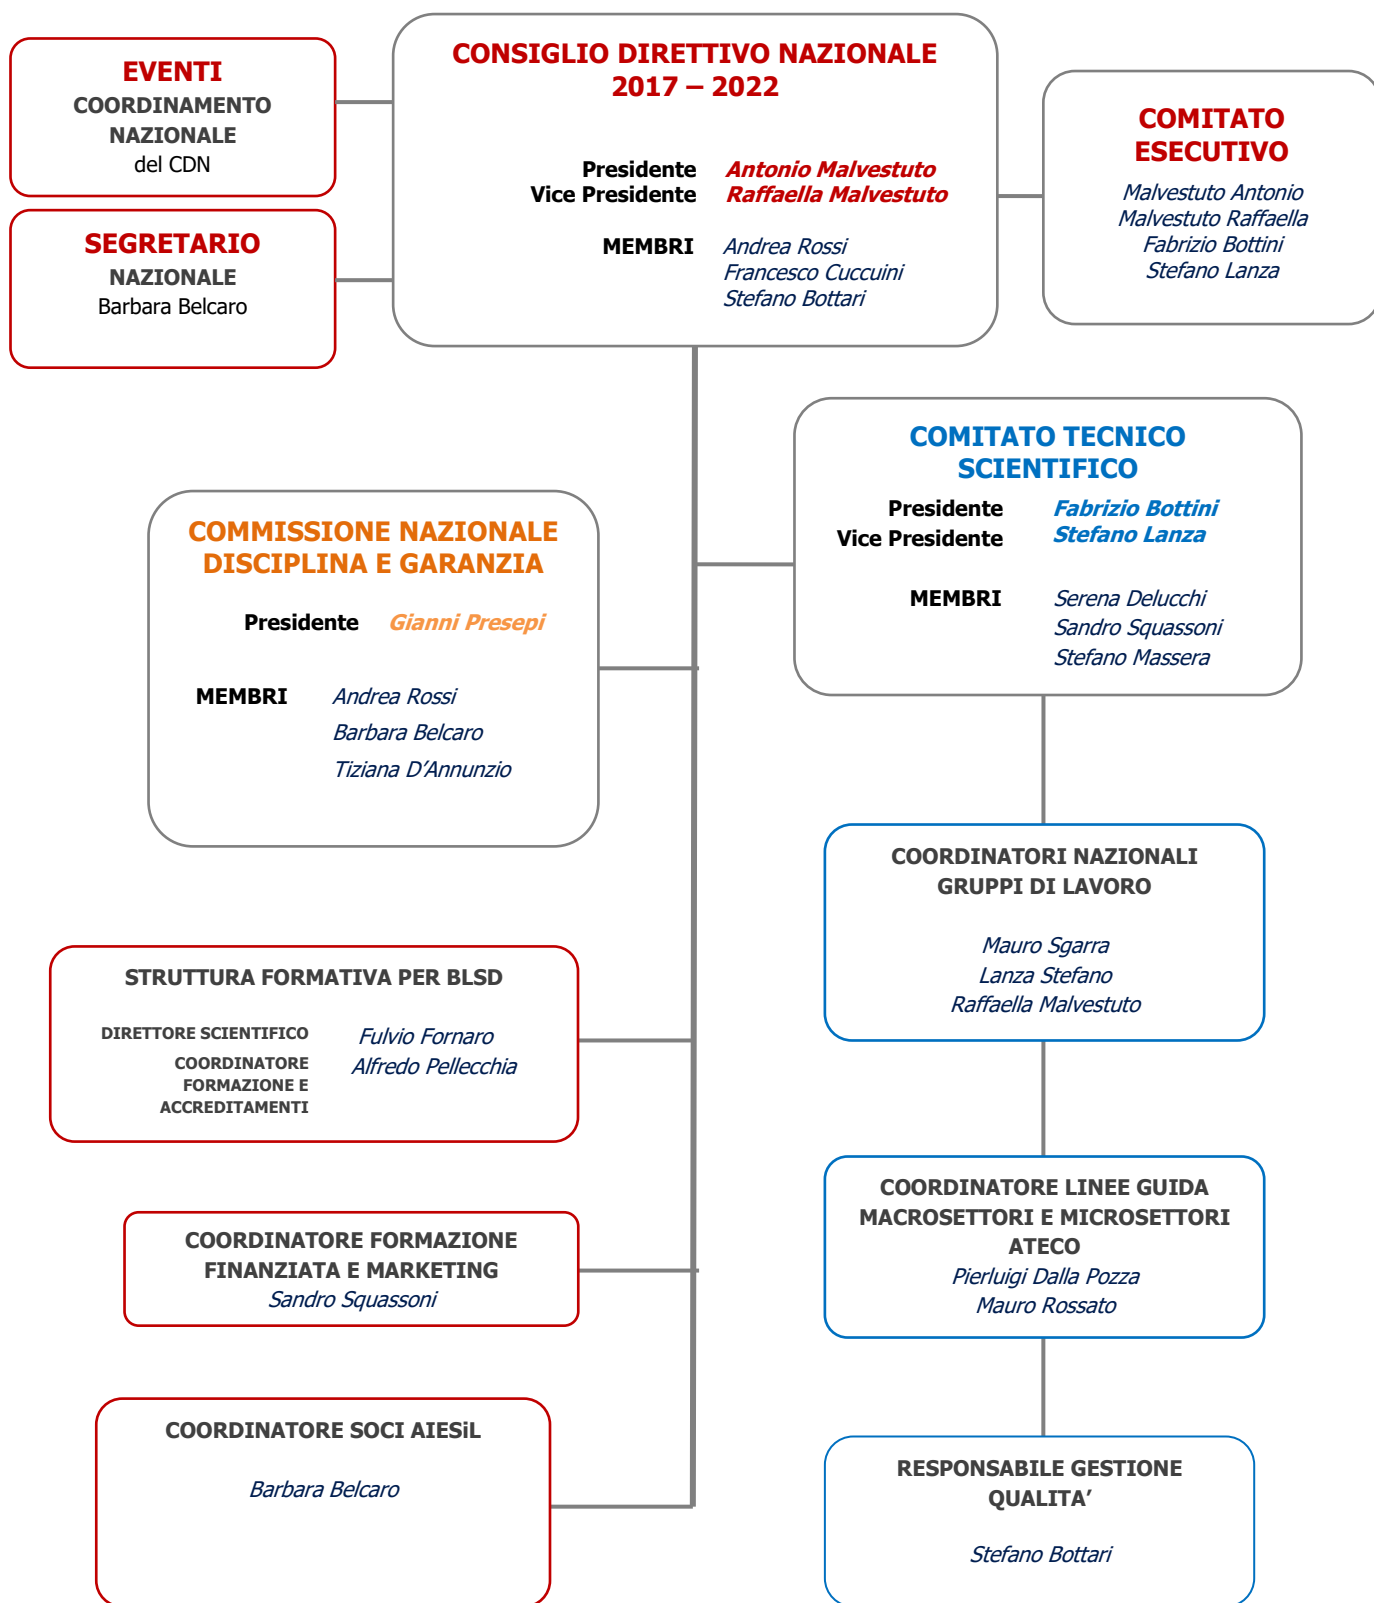 EVENTI
COORDINAMENTO
NAZIONALE
del CDN
SEGRETARIO
NAZIONALE
Barbara Belcaro
CONSIGLIO DIRETTIVO NAZIONALE
2017 – 2022
Presidente Antonio Malvestuto
Vice Presidente Raffaella Malvestuto
MEMBRI Andrea Rossi
Francesco Cuccuini
Stefano Bottari
COMITATO
ESECUTIVO
Malvestuto Antonio
Malvestuto Raffaella
Fabrizio Bottini
Stefano Lanza
COMITATO TECNICO
SCIENTIFICO
Presidente Fabrizio Bottini
Vice Presidente Stefano Lanza
MEMBRI Serena Delucchi
Sandro Squassoni
Stefano Massera
COMMISSIONE NAZIONALE
DISCIPLINA E GARANZIA
Presidente Gianni Presepi
MEMBRI Andrea Rossi
Barbara Belcaro
Tiziana D’Annunzio
COORDINATORI NAZIONALI
GRUPPI DI LAVORO
Mauro Sgarra
Lanza Stefano
Raffaella Malvestuto
STRUTTURA FORMATIVA PER BLSD
DIRETTORE SCIENTIFICO Fulvio Fornaro
COORDINATORE Alfredo Pellecchia
FORMAZIONE E
ACCREDITAMENTI
COORDINATORE LINEE GUIDA
MACROSETTORI E MICROSETTORI
ATECO
Pierluigi Dalla Pozza
Mauro Rossato
COORDINATORE FORMAZIONE
FINANZIATA E MARKETING
Sandro Squassoni
COORDINATORE SOCI AIESiL
Barbara Belcaro
RESPONSABILE GESTIONE
QUALITA’
Stefano Bottari